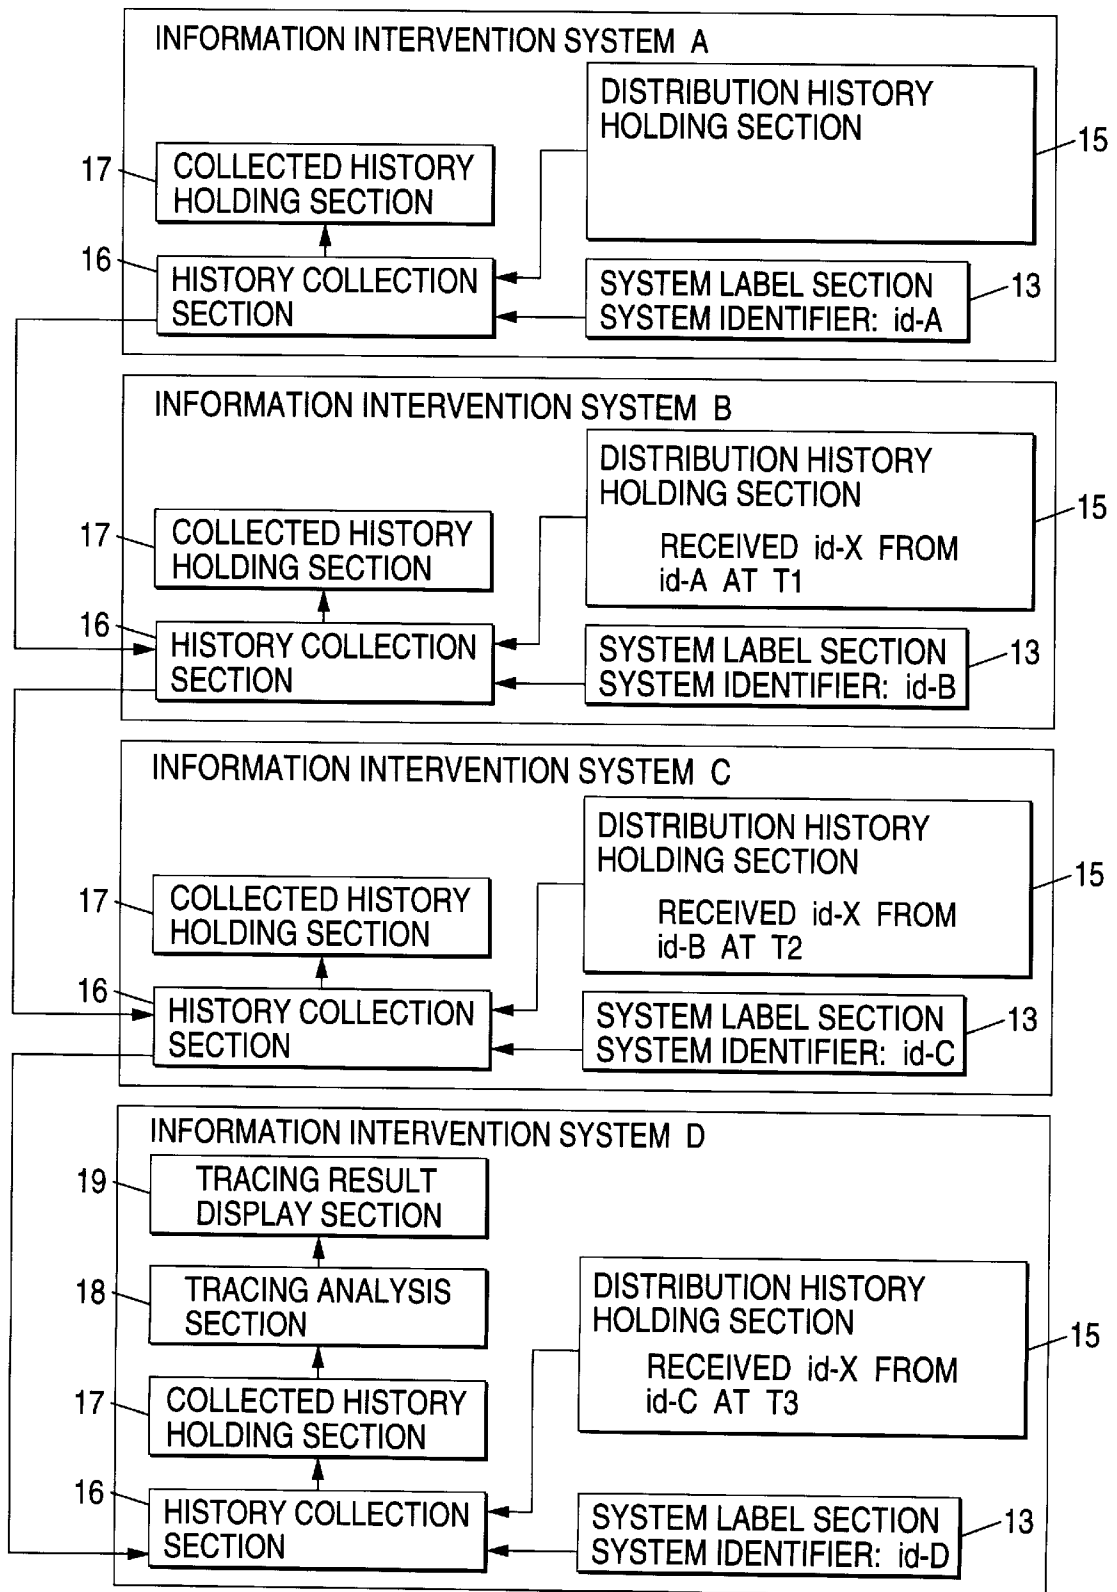 INFORMATION INTERVENTION SYSTEM A
DISTRIBUTION HISTORY
HOLDING SECTION
15
17
COLLECTED HISTORY
HOLDING SECTION
16
HISTORY COLLECTION
SECTION
SYSTEM LABEL SECTION
SYSTEM IDENTIFIER: id-A
13
INFORMATION INTERVENTION SYSTEM B
DISTRIBUTION HISTORY
HOLDING SECTION
RECEIVED id-X FROM
id-A AT T1
15
17
COLLECTED HISTORY
HOLDING SECTION
16
HISTORY COLLECTION
SECTION
SYSTEM LABEL SECTION
SYSTEM IDENTIFIER: id-B
13
INFORMATION INTERVENTION SYSTEM C
DISTRIBUTION HISTORY
HOLDING SECTION
RECEIVED id-X FROM
id-B AT T2
15
17
COLLECTED HISTORY
HOLDING SECTION
16
HISTORY COLLECTION
SECTION
SYSTEM LABEL SECTION
SYSTEM IDENTIFIER: id-C
13
INFORMATION INTERVENTION SYSTEM D
19
TRACING RESULT
DISPLAY SECTION
18
TRACING ANALYSIS
SECTION
DISTRIBUTION HISTORY
HOLDING SECTION
RECEIVED id-X FROM
id-C AT T3
15
17
COLLECTED HISTORY
HOLDING SECTION
16
HISTORY COLLECTION
SECTION
SYSTEM LABEL SECTION
SYSTEM IDENTIFIER: id-D
13